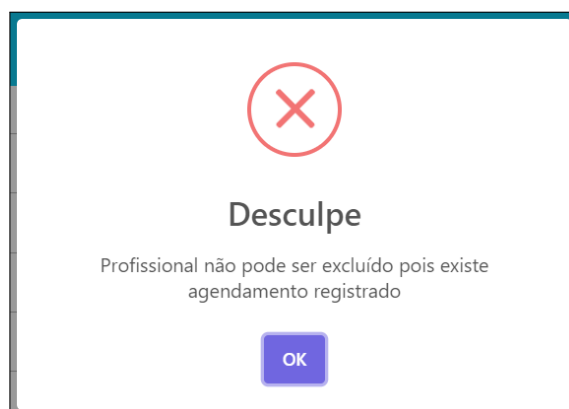 Desculpe
Profissional não pode ser excluído pois existe
agendamento registrado
OK